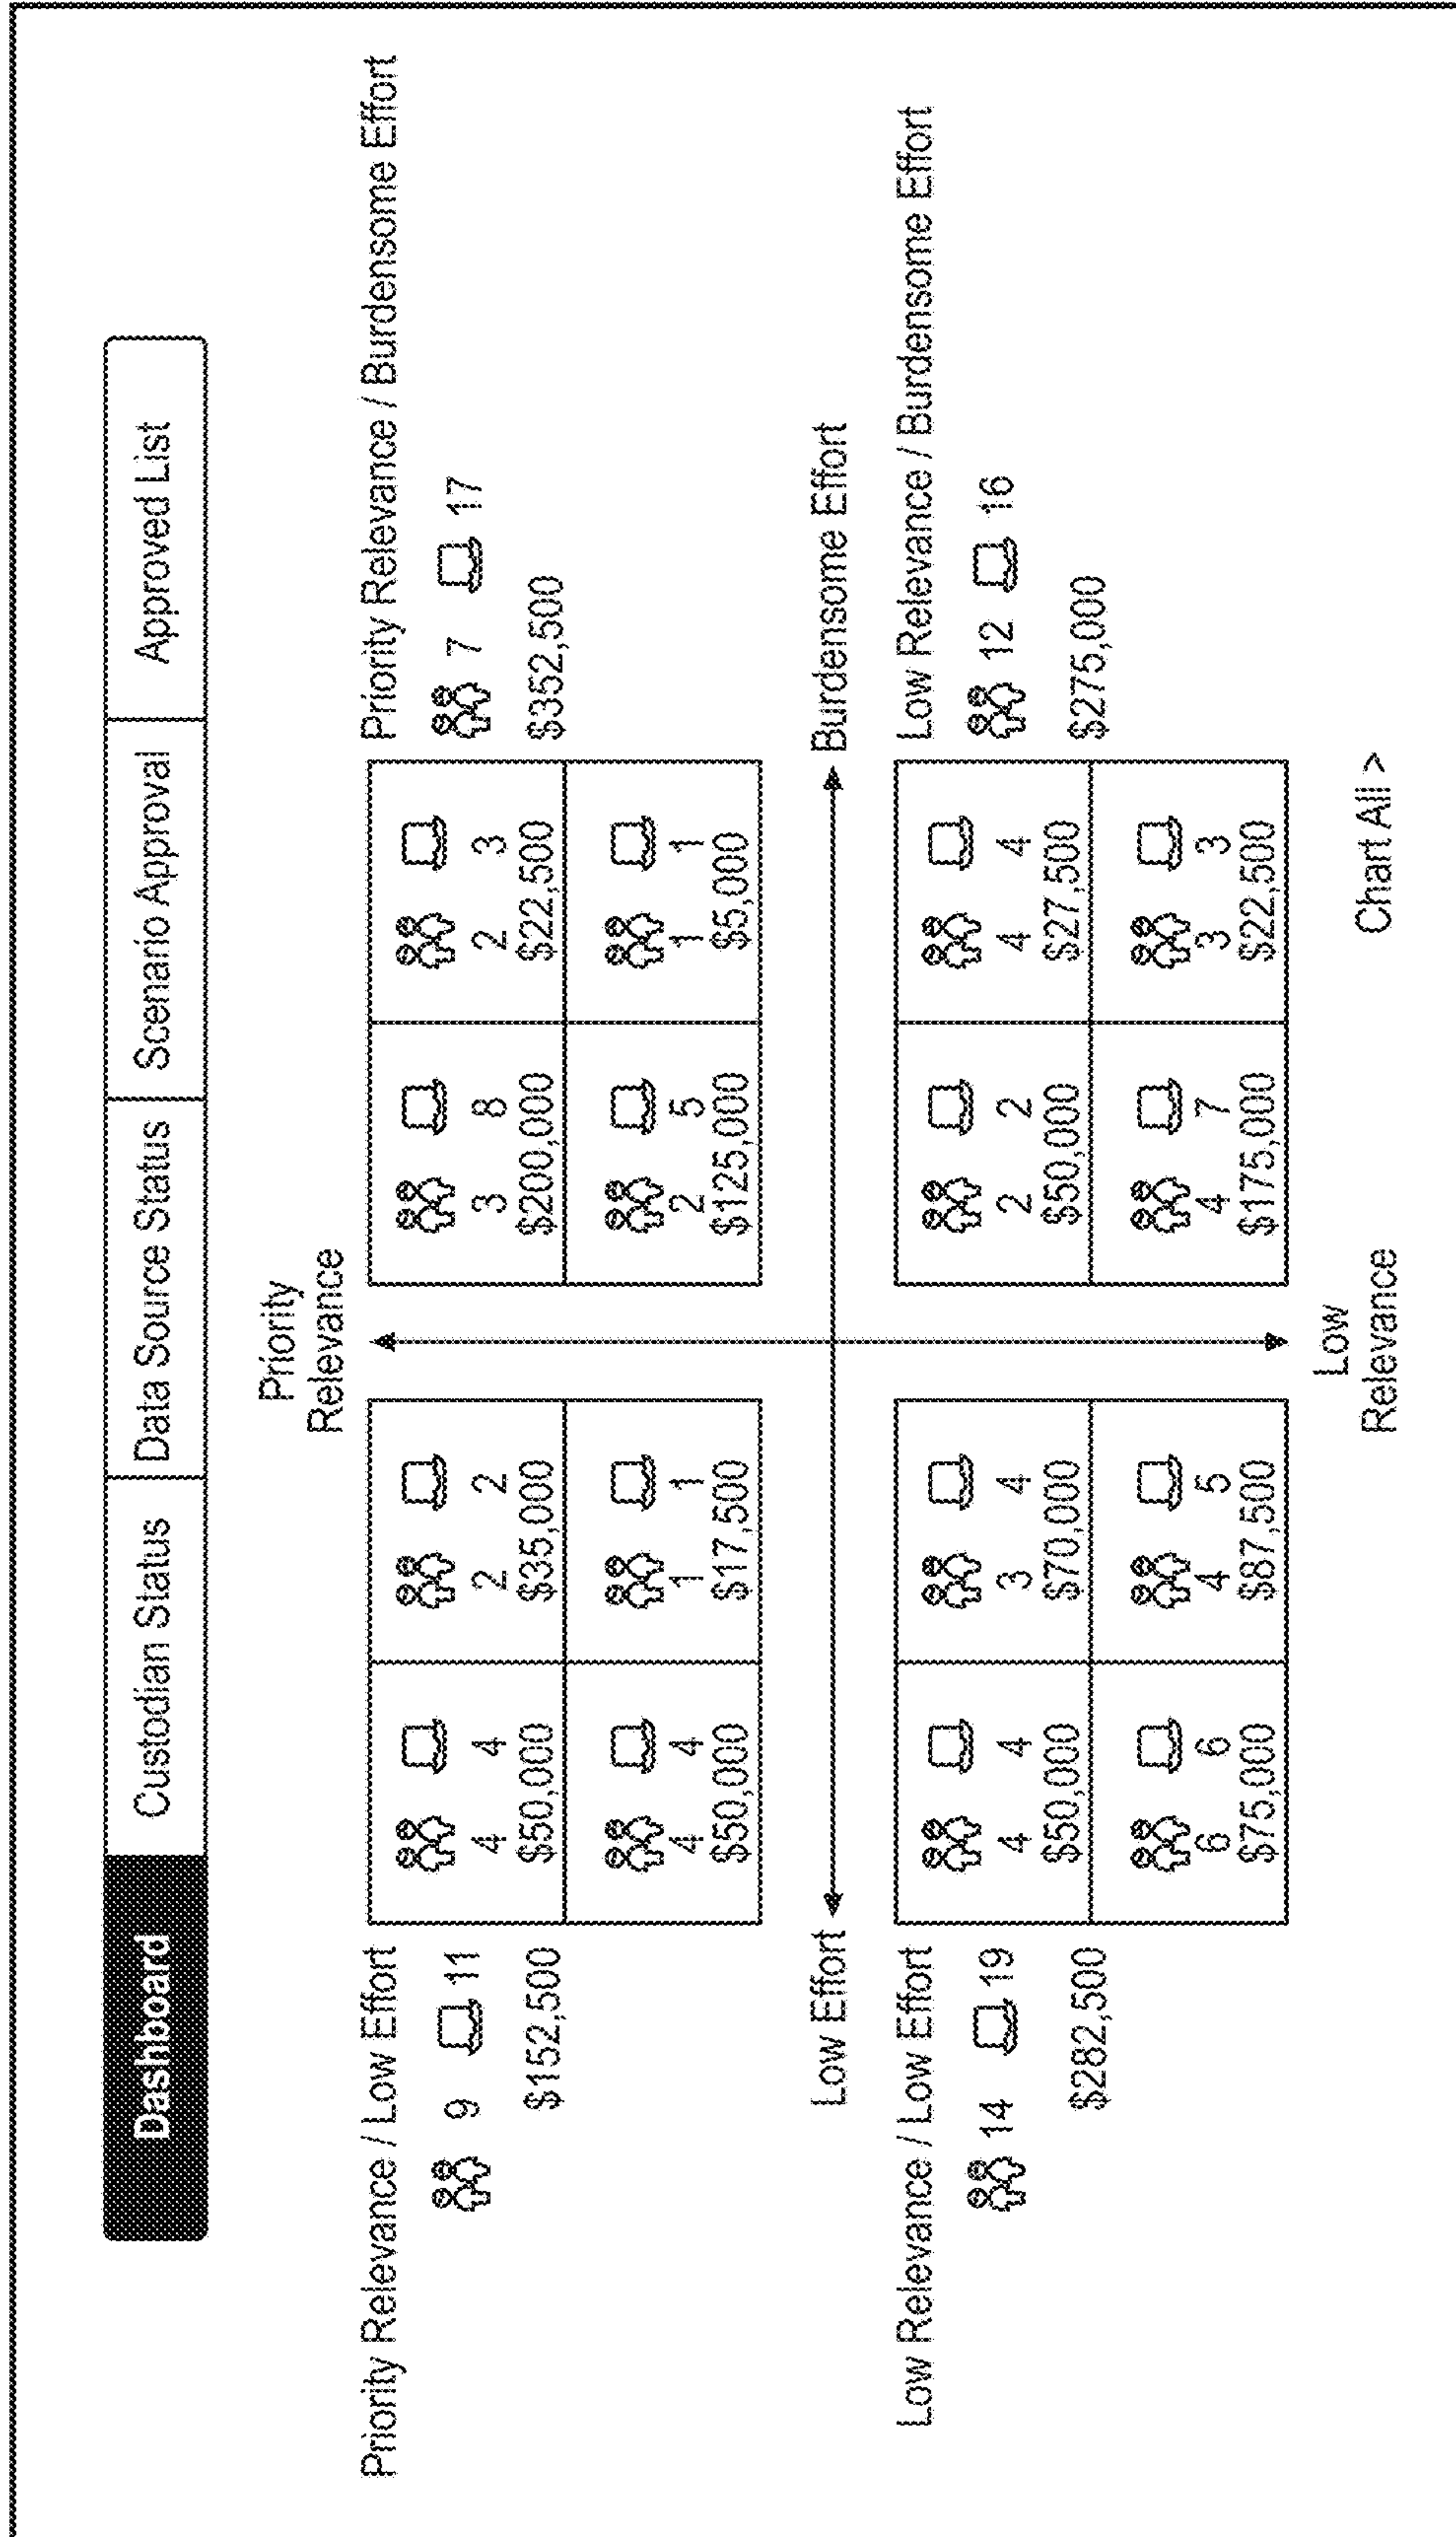 Dashboard
Custodian Status
Data Source Status
Scenario Approval
Approved List
Priority
Relevance
Priority Relevance / Low Effort
9 11
$152,500
4 4
$50,000
2 2
$35,000
4 4
$50,000
1 1
$17,500
3 8
$200,000
2 3
$22,500
2 5
$125,000
1 1
$5,000
Priority Relevance / Burdensome Effort
7 17
$352,500
Low Effort
Burdensome Effort
Low Relevance / Low Effort
14 19
$282,500
4 4
$50,000
3 4
$70,000
6 6
$75,000
4 5
$87,500
2 2
$50,000
4 4
$27,500
4 7
$175,000
3 3
$22,500
Low Relevance / Burdensome Effort
12 16
$275,000
Low
Relevance
Chart All >